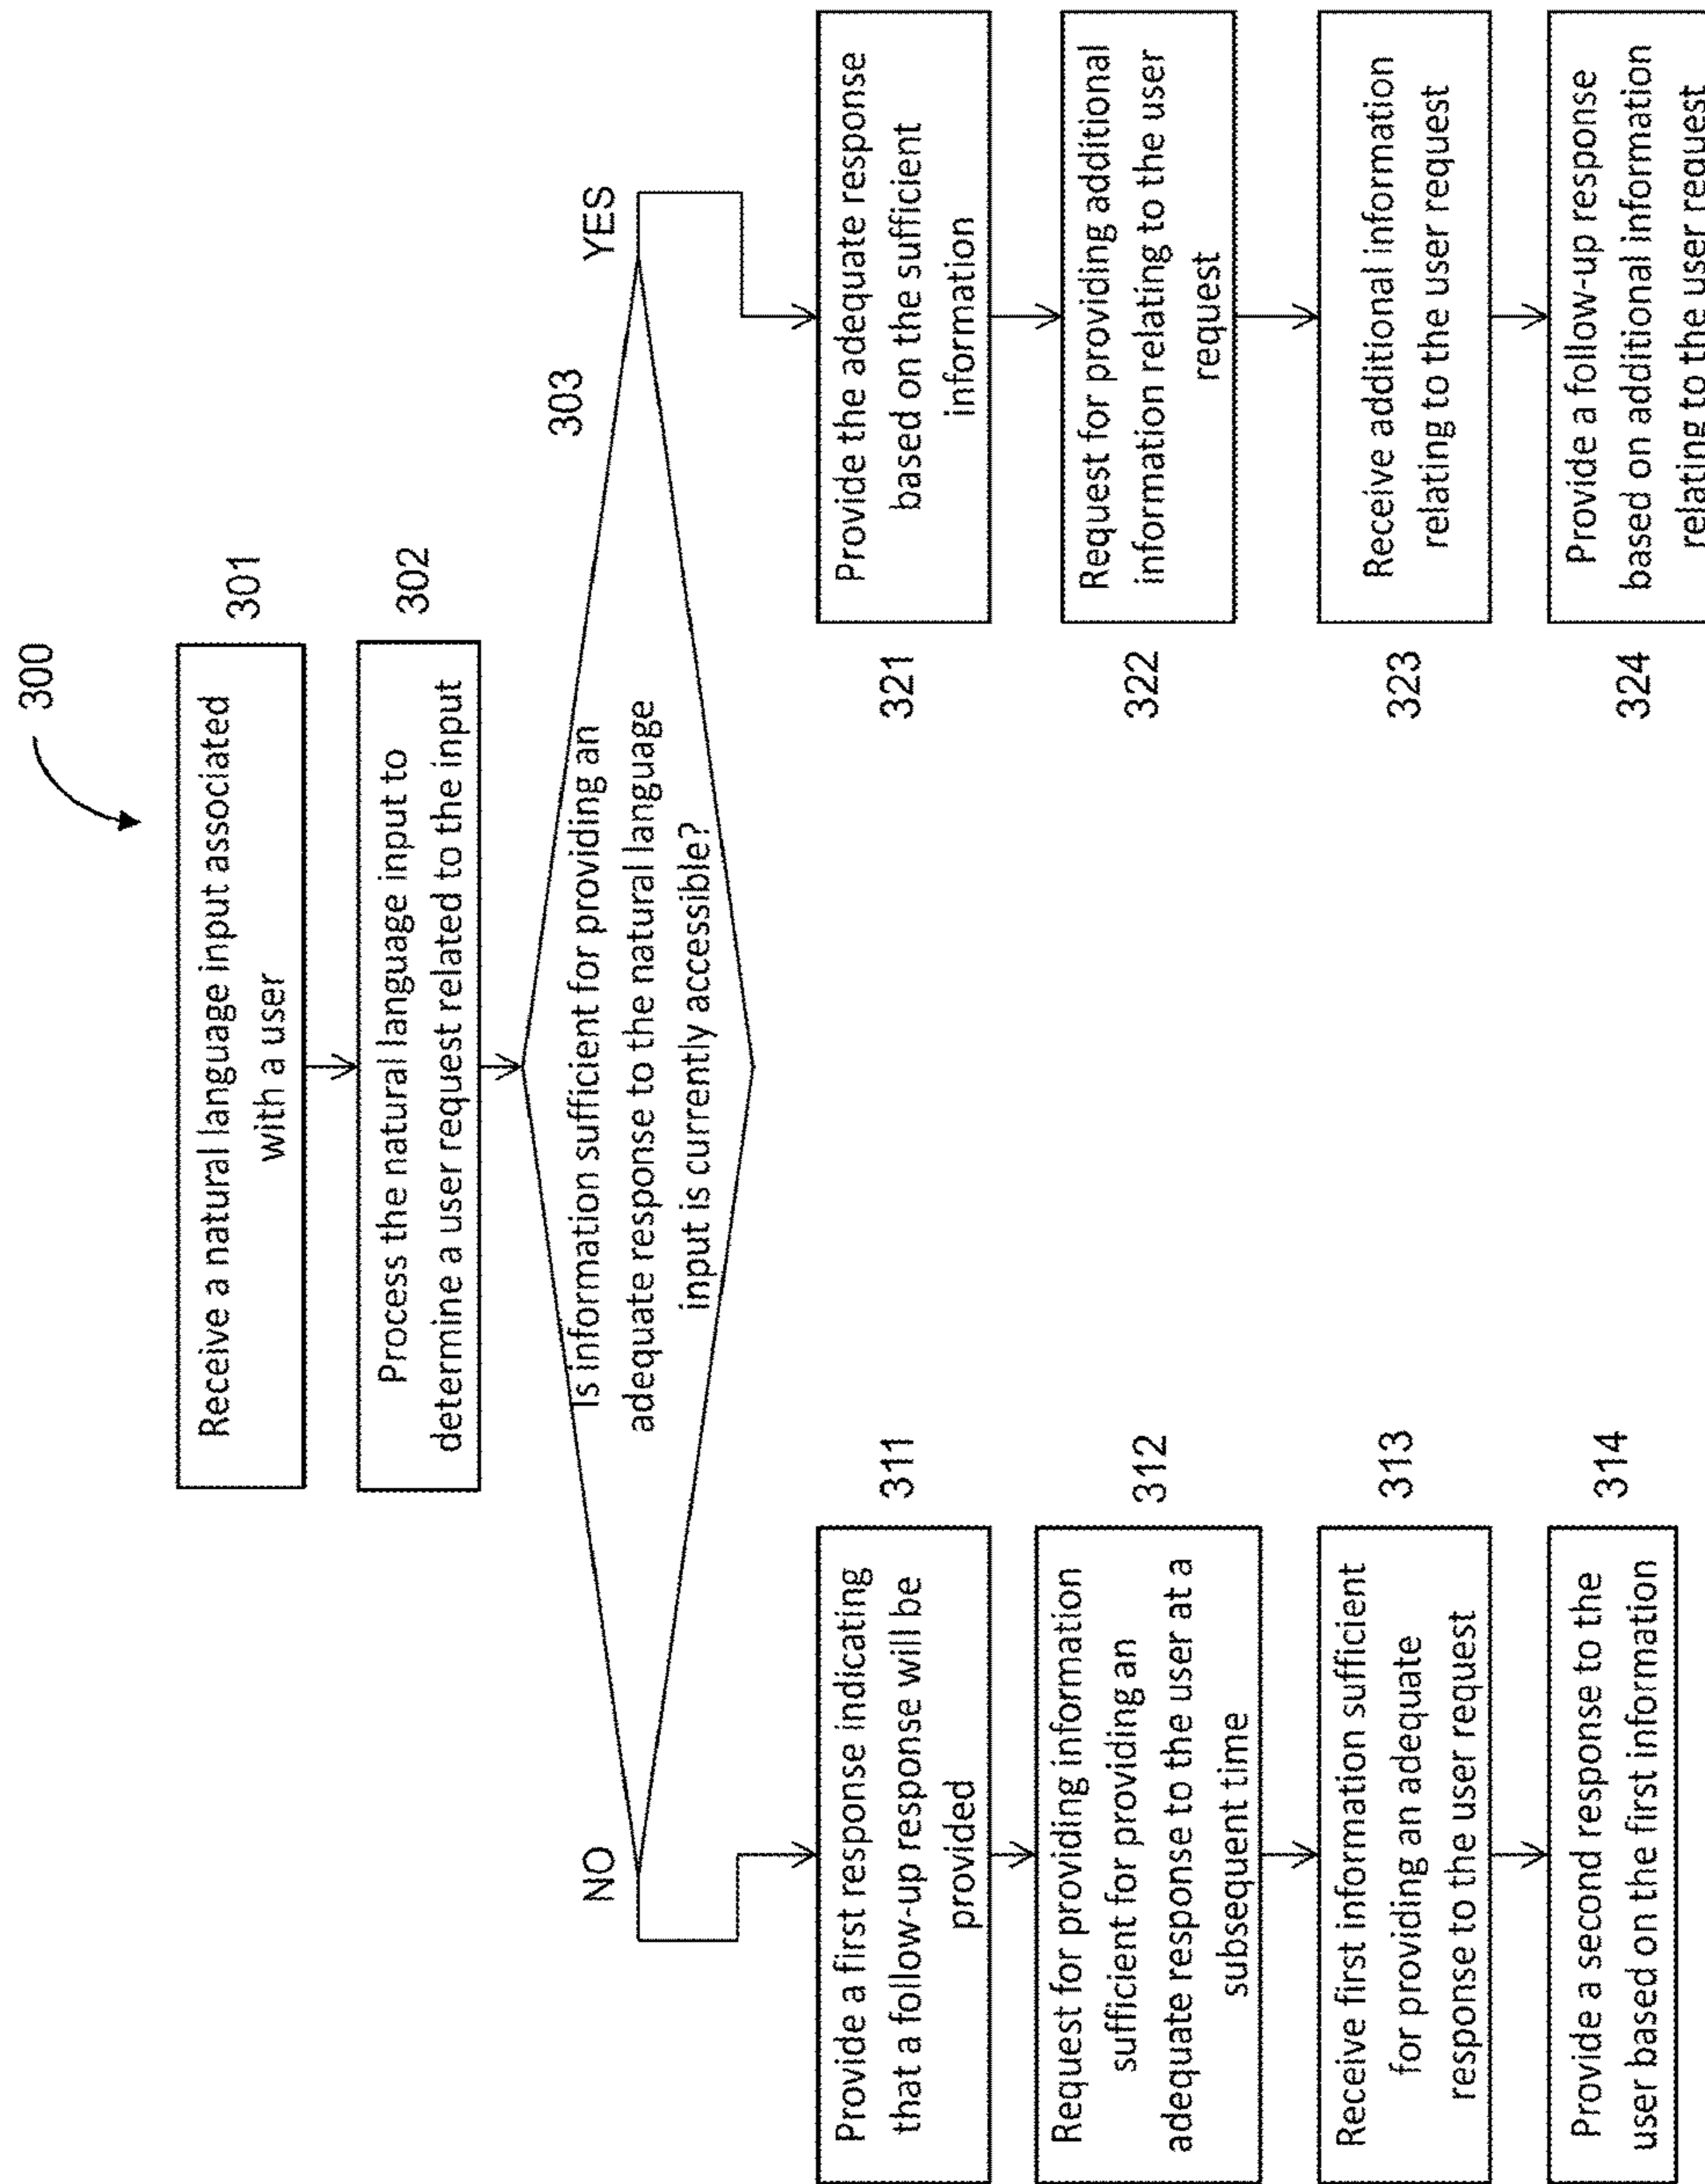 300
Receive a natural language input associated
with a user
301
Process the natural language input to
determine a user request related to the input
302
303
Is information sufficient for providing an
adequate response to the natural language
input is currently accessible?
NO
YES
Provide a first response indicating
that a follow-up response will be
provided
311
Request for providing information
sufficient for providing an
adequate response to the user at a
subsequent time
312
Receive first information sufficient
for providing an adequate
response to the user request
313
Provide a second response to the
user based on the first information
314
Provide the adequate response
based on the sufficient
information
321
Request for providing additional
information relating to the user
request
322
Receive additional information
relating to the user request
323
Provide a follow-up response
based on additional information
relating to the user request
324